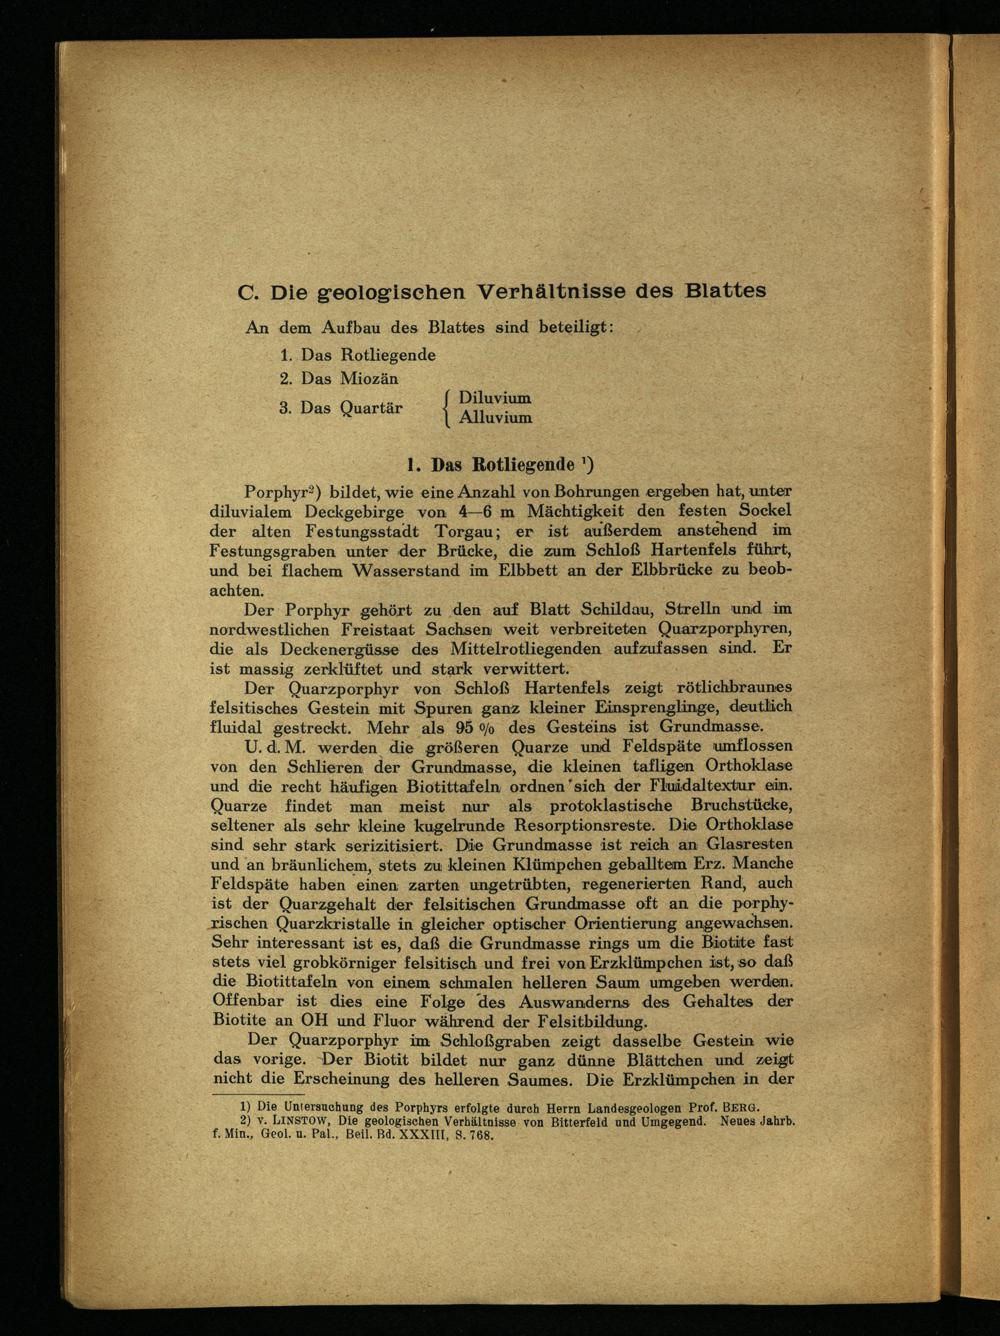 C. Die geologischen Verhältnisse des Blattes
An dem Aufbau des Blattes sind beteiligt:
1. Das Rotliegende
2. Das Miozän
3. Das Quartär { Diluvium
Alluvium
1. Das Rotliegende ¹)
Porphyr²) bildet, wie eine Anzahl von Bohrungen ergeben hat, unter
diluvialem Deckgebirge von 4—6 m Mächtigkeit den festen Sockel
der alten Festungsstadt Torgau; er ist außerdem anstehend im
Festungsgraben unter der Brücke, die zum Schloß Hartenfels führt,
und bei flachem Wasserstand im Elbbett an der Elbbrücke zu beob-
achten.
Der Porphyr gehört zu den auf Blatt Schildau, Strelln und im
nordwestlichen Freistaat Sachsen weit verbreiteten Quarzporphyren,
die als Deckenergüsse des Mittelrotliegenden aufzufassen sind. Er
ist massig zerklüftet und stark verwittert.
Der Quarzporphyr von Schloß Hartenfels zeigt rötlichbraunes
felsitisches Gestein mit Spuren ganz kleiner Einsprenglinge, deutlich
fluidal gestreckt. Mehr als 95 % des Gesteins ist Grundmasse.
U. d. M. werden die größeren Quarze und Feldspäte umflossen
von den Schlieren der Grundmasse, die kleinen tafligen Orthoklase
und die recht häufigen Biotittafeln ordnen sich der Fluidaltextur ein.
Quarze findet man meist nur als protoklastische Bruchstücke,
seltener als sehr kleine kugelrunde Resorptionsreste. Die Orthoklase
sind sehr stark serizitisiert. Die Grundmasse ist reich an Glasresten
und an bräunlichem, stets zu kleinen Klümpchen geballtem Erz. Manche
Feldspäte haben einen zarten ungetrübten, regenerierten Rand, auch
ist der Quarzgehalt der felsitischen Grundmasse oft an die porphy-
rischen Quarzkristalle in gleicher optischer Orientierung angewachsen.
Sehr interessant ist es, daß die Grundmasse rings um die Biotite fast
stets viel grobkörniger felsitisch und frei von Erzklümpchen ist, so daß
die Biotittafeln von einem schmalen helleren Saum umgeben werden.
Offenbar ist dies eine Folge des Auswanderns des Gehaltes der
Biotite an OH und Fluor während der Felsitbildung.
Der Quarzporphyr im Schloßgraben zeigt dasselbe Gestein wie
das vorige. Der Biotit bildet nur ganz dünne Blättchen und zeigt
nicht die Erscheinung des helleren Saumes. Die Erzklümpchen in der
1) Die Untersuchung des Porphyrs erfolgte durch Herrn Landesgeologen Prof. BERG.
2) v. LINSTOW, Die geologischen Verhältnisse von Bitterfeld und Umgegend. Neues Jahrb.
f. Min., Geol. u. Pal., Beil. Bd. XXXIII, S. 768.